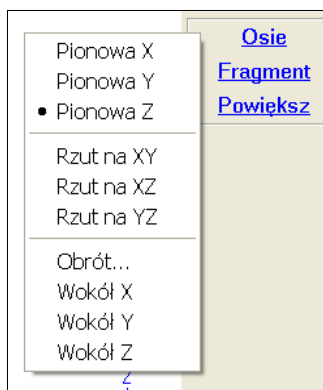 Pionowa X
Pionowa Y
Pionowa Z
Rzut na XY
Rzut na XZ
Rzut na YZ
Obrót...
Wokół X
Wokół Y
Wokół Z
Osie
Fragment
Powiększ
Z